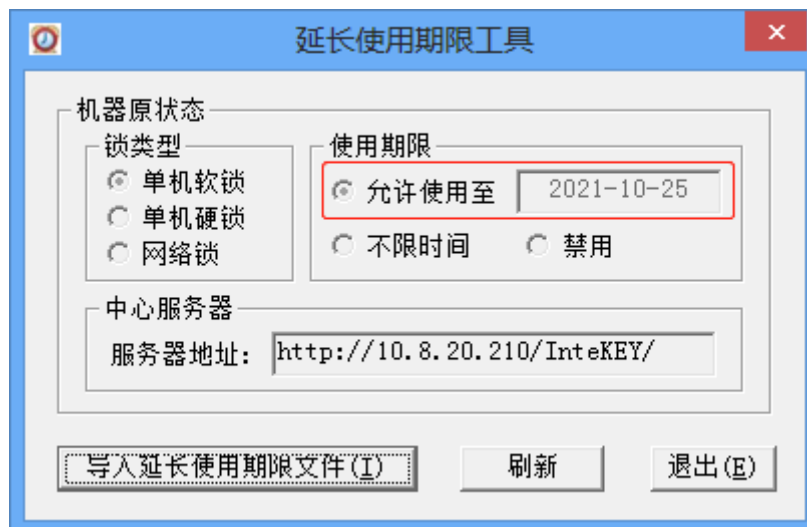 延长使用期限工具
机器原状态
锁类型
单机软锁
单机硬锁
网络锁
使用期限
允许使用至 2021-10-25
不限时间 禁用
中心服务器
服务器地址: http://10.8.20.210/InteKEY/
导入延长使用期限文件(I) 刷新 退出(E)